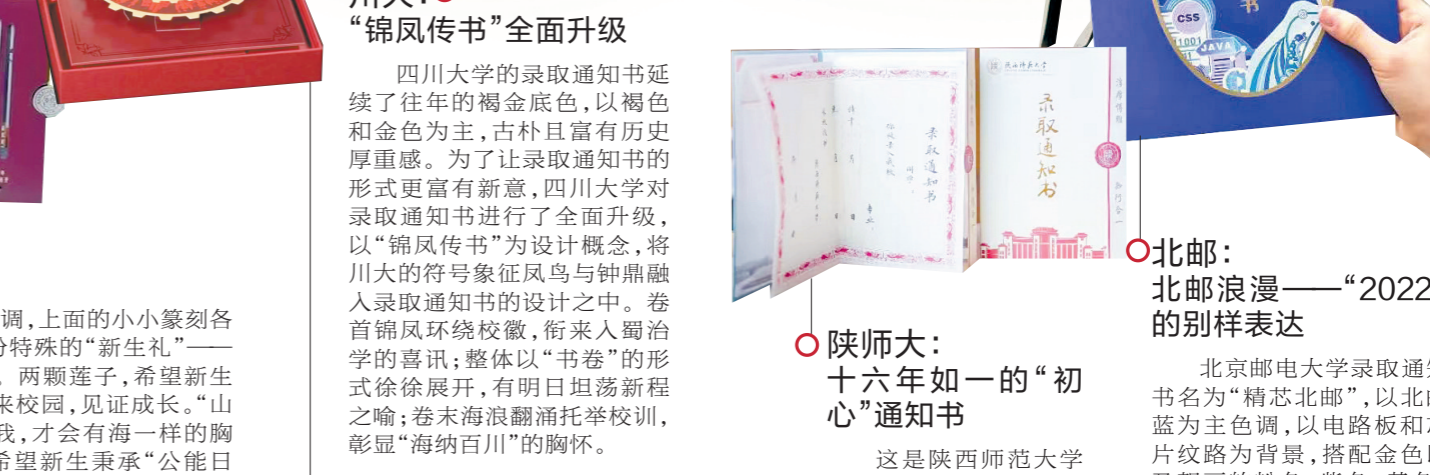 川大：
“锦凤传书”全面升级
四川大学的录取通知书延
续了往年的褐金底色，以褐色
和金色为主，古朴且富有历史
厚重感。为了让录取通知书的
形式更富有新意，四川大学对
录取通知书进行了全面升级，
以“锦凤传书”为设计概念，将
川大的符号象征凤鸟与钟鼎融
入录取通知书的设计之中。卷
首锦凤环绕校徽，衔来入蜀治
学的喜讯；整体以“书卷”的形
式徐徐展开，有明日坦荡新程
之喻；卷末海浪翻涌托举校训，
彰显“海纳百川”的胸怀。
调，上面的小小篆刻各
特殊的“新生礼”——
。两颗莲子，希望新生
来校园，见证成长。“山
我，才会有海一样的胸
希望新生秉承“公能日
陕西师范大学
录取通知书
录取通知书
陕师大：
十六年如一的“初
心”通知书
这是陕西师范大学
书
CSS
1001
JAVA
北邮：
北邮浪漫——“2022
的别样表达
北京邮电大学录取通知
书名为“精芯北邮”，以北邮
蓝为主色调，以电路板和
片纹路为背景，搭配金色